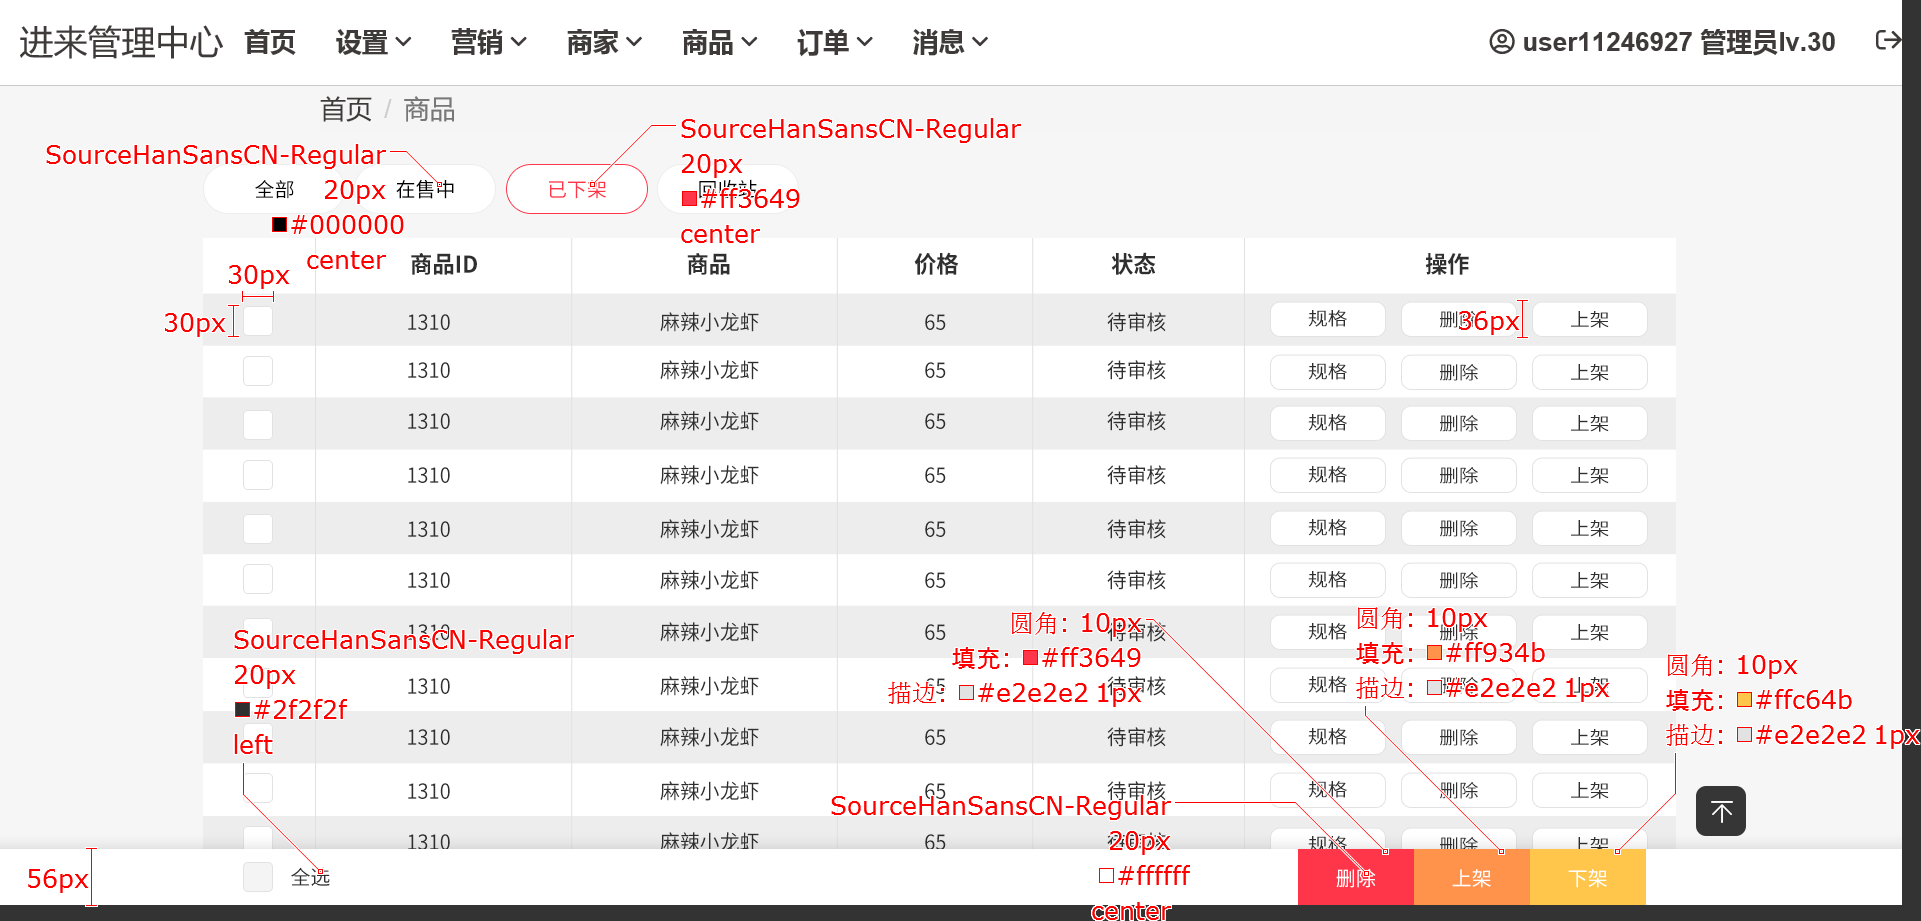 进来管理中心 首页 设置 营销 商家 商品 订单 消息 user11246927 管理员lv.30
首页 / 商品
SourceHanSansCN-Regular
20px
#000000
center
SourceHanSansCN-Regular
20px
#ff3649
center
全部 在售中 已下架 回收站
商品ID 商品 价格 状态 操作
30px
30px
36px
1310 麻辣小龙虾 65 待审核 规格 删除 上架
1310 麻辣小龙虾 65 待审核 规格 删除 上架
1310 麻辣小龙虾 65 待审核 规格 删除 上架
1310 麻辣小龙虾 65 待审核 规格 删除 上架
1310 麻辣小龙虾 65 待审核 规格 删除 上架
1310 麻辣小龙虾 65 待审核 规格 删除 上架
1310 麻辣小龙虾 65 待审核 规格 删除 上架
1310 麻辣小龙虾 65 待审核 规格 删除 上架
1310 麻辣小龙虾 65 待审核 规格 删除 上架
1310 麻辣小龙虾 65 待审核 规格 删除 上架
1310 麻辣小龙虾 65 待审核 规格 删除 上架
SourceHanSansCN-Regular
20px
#2f2f2f
left
圆角：10px
填充：#ff3649
描边：#e2e2e2 1px
圆角：10px
填充：#ff934b
描边：#e2e2e2 1px
圆角：10px
填充：#ffc64b
描边：#e2e2e2 1px
SourceHanSansCN-Regular
20px
#ffffff
center
56px
全选 删除 上架 下架